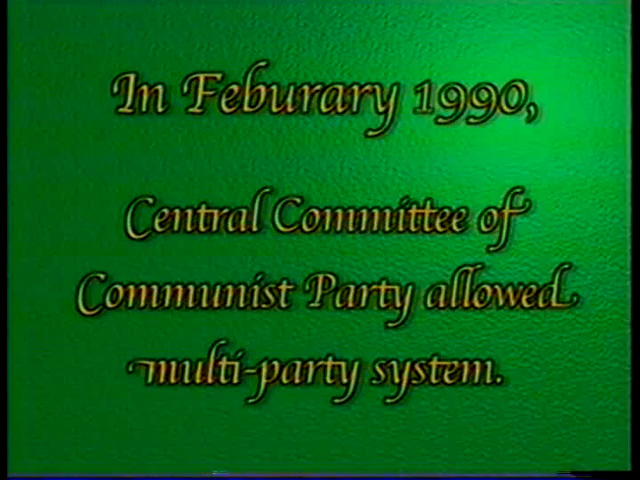 In Feburary 1990,
Central Committee of
Communist Party allowed
multi-party system.